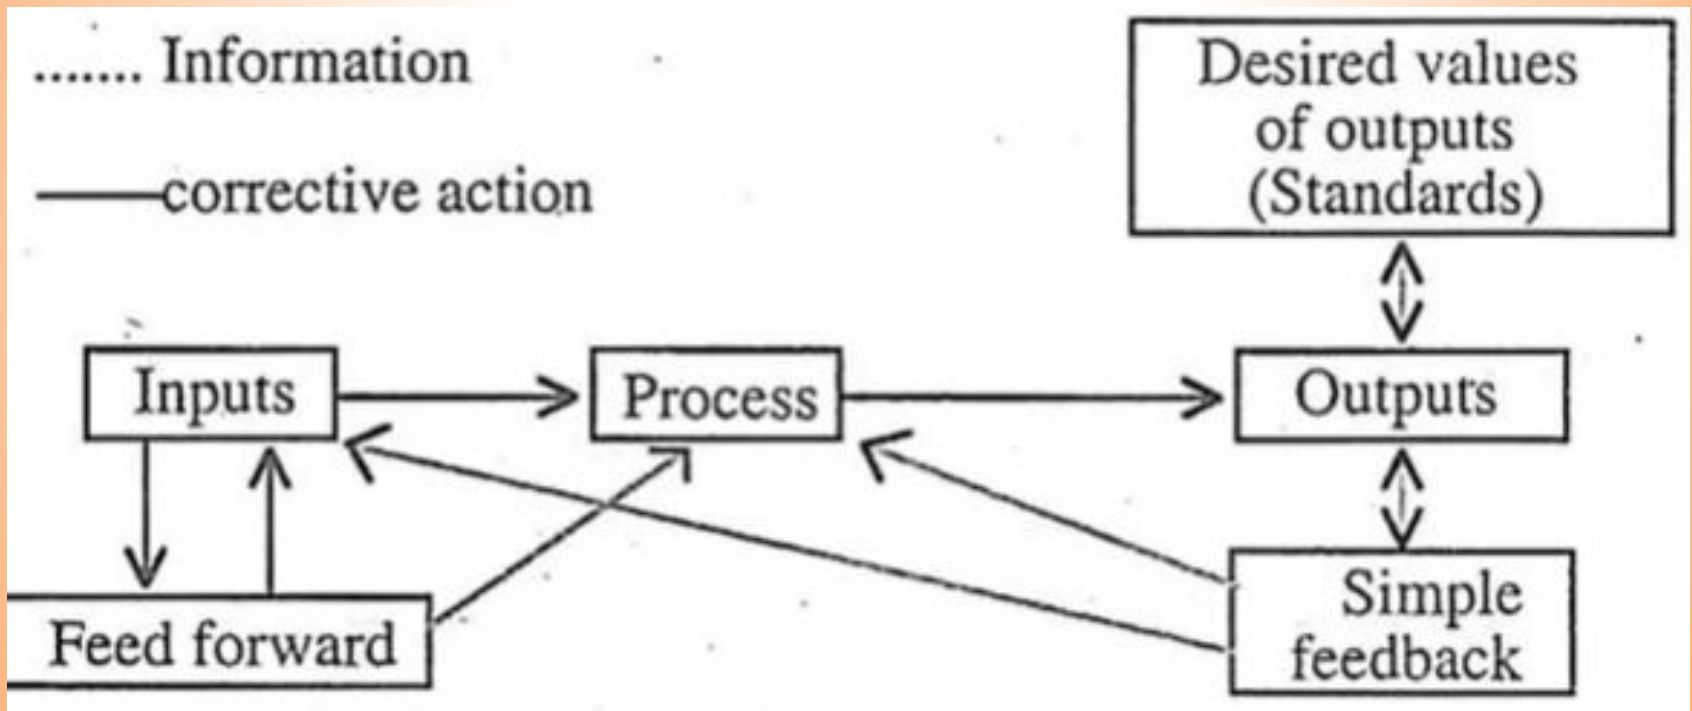 ....... Information
corrective action
Desired values
of outputs
(Standards)
Inputs
Process
Outputs
Feed forward
Simple
feedback